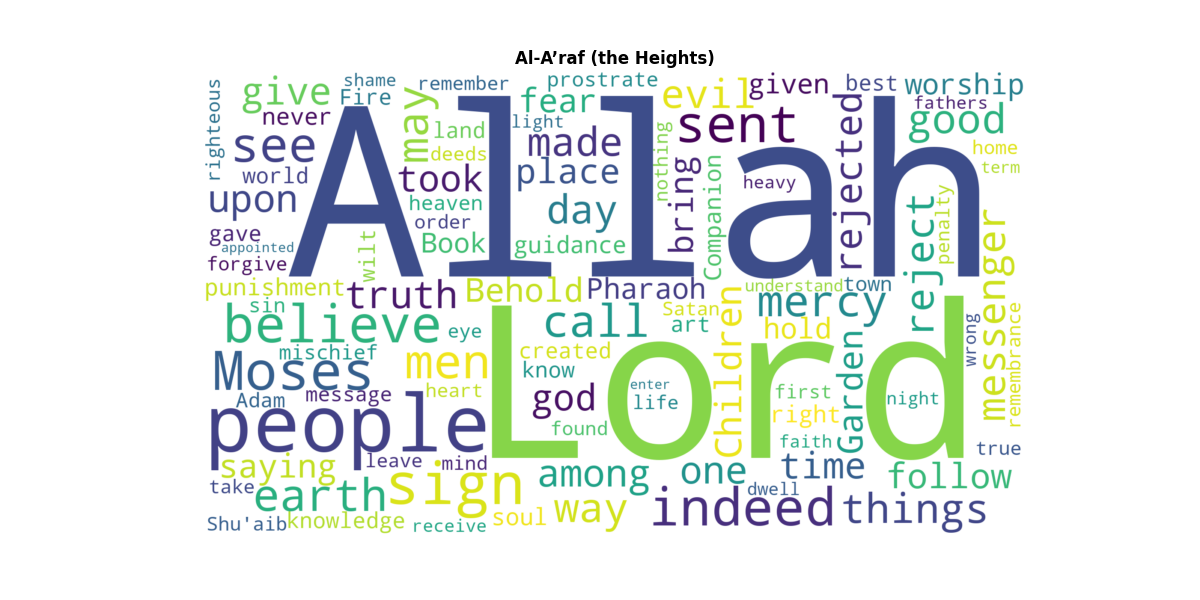 Al-A’raf (the Heights)
shame
remember
prostrate
given
best
worship
righteous
give
Fire
may
fear
evil
fathers
never
light
sent
good
land
made
nothing
rejected
home
see
deeds
term
world
took
place
bring
Companion
heavy
upon
heaven
day
reject
penalty
messenger
order
Allah
gave
appointed
wilt
Book
guidance
forgive
punishment
truth
Behold
Pharaoh
understand
town
sin
believe
call
Satan
mercy
eye
art
Children
hold
wrong
remembrance
mischief
men
created
Garden
Moses
know
Lord
heart
enter
first
Adam
message
god
life
right
night
people
found
faith
true
saying
leave
mind
among
one
time
follow
take
earth
sign
dwell
indeed
things
Shu'aib
knowledge
receive
soul
way